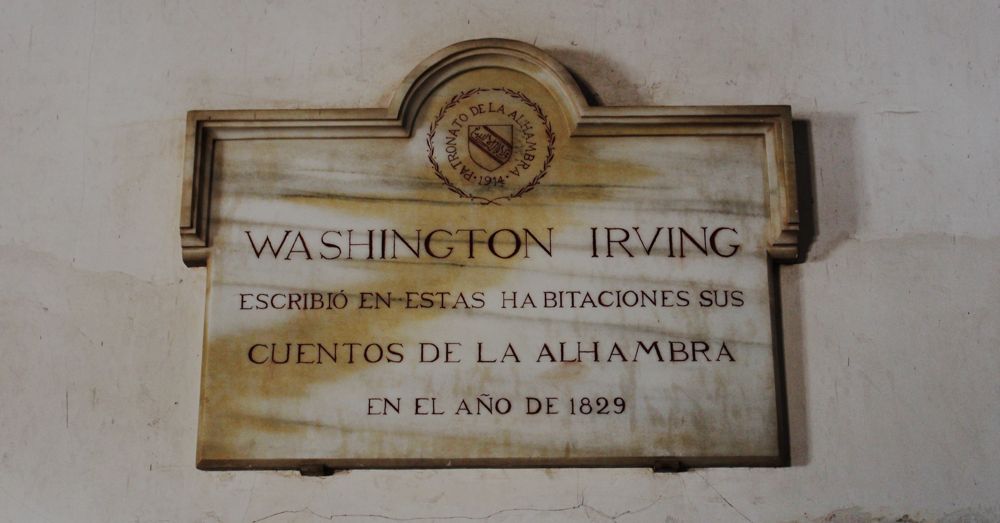 PATRONATO DE LA ALHAMBRA
·1914·
WASHINGTON IRVING
ESCRIBIÓ EN ESTAS HABITACIONES SUS
CUENTOS DE LA ALHAMBRA
EN EL AÑO DE 1829